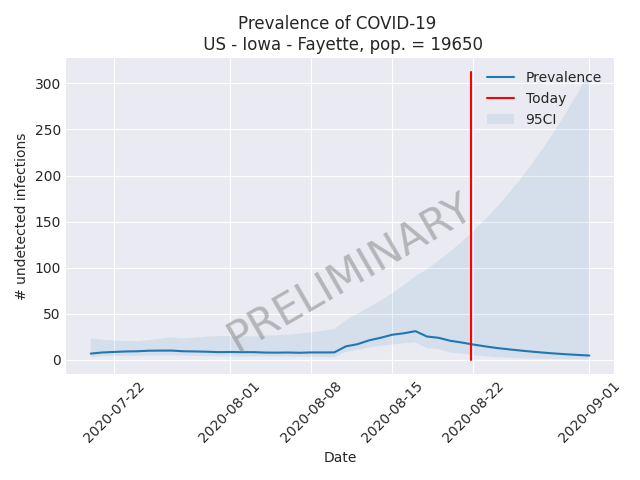 Prevalence of COVID-19
US - Iowa - Fayette, pop. = 19650
Prevalence
Today
95CI
300
250
200
150
100
50
0
# undetected infections
PRELIMINARY
2020-07-22
2020-08-01
2020-08-08
2020-08-15
2020-08-22
2020-09-01
Date